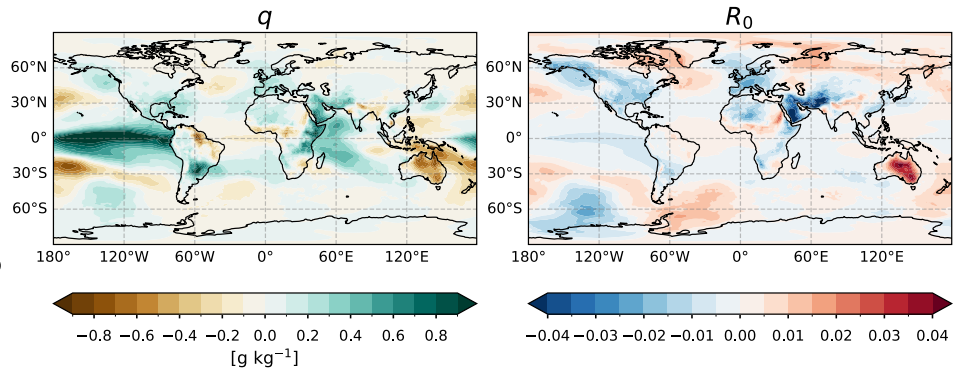 q R₀
60°N 60°N
30°N 30°N
0° 0°
30°S 30°S
60°S 60°S
90°
180° 120°W 60°W 0° 60°E 120°E 180° 120°W 60°W 0° 60°E 120°E
−0.8 −0.6 −0.4 −0.2 0.0 0.2 0.4 0.6 0.8 −0.04 −0.03 −0.02 −0.01 0.00 0.01 0.02 0.03 0.04
[g kg⁻¹]